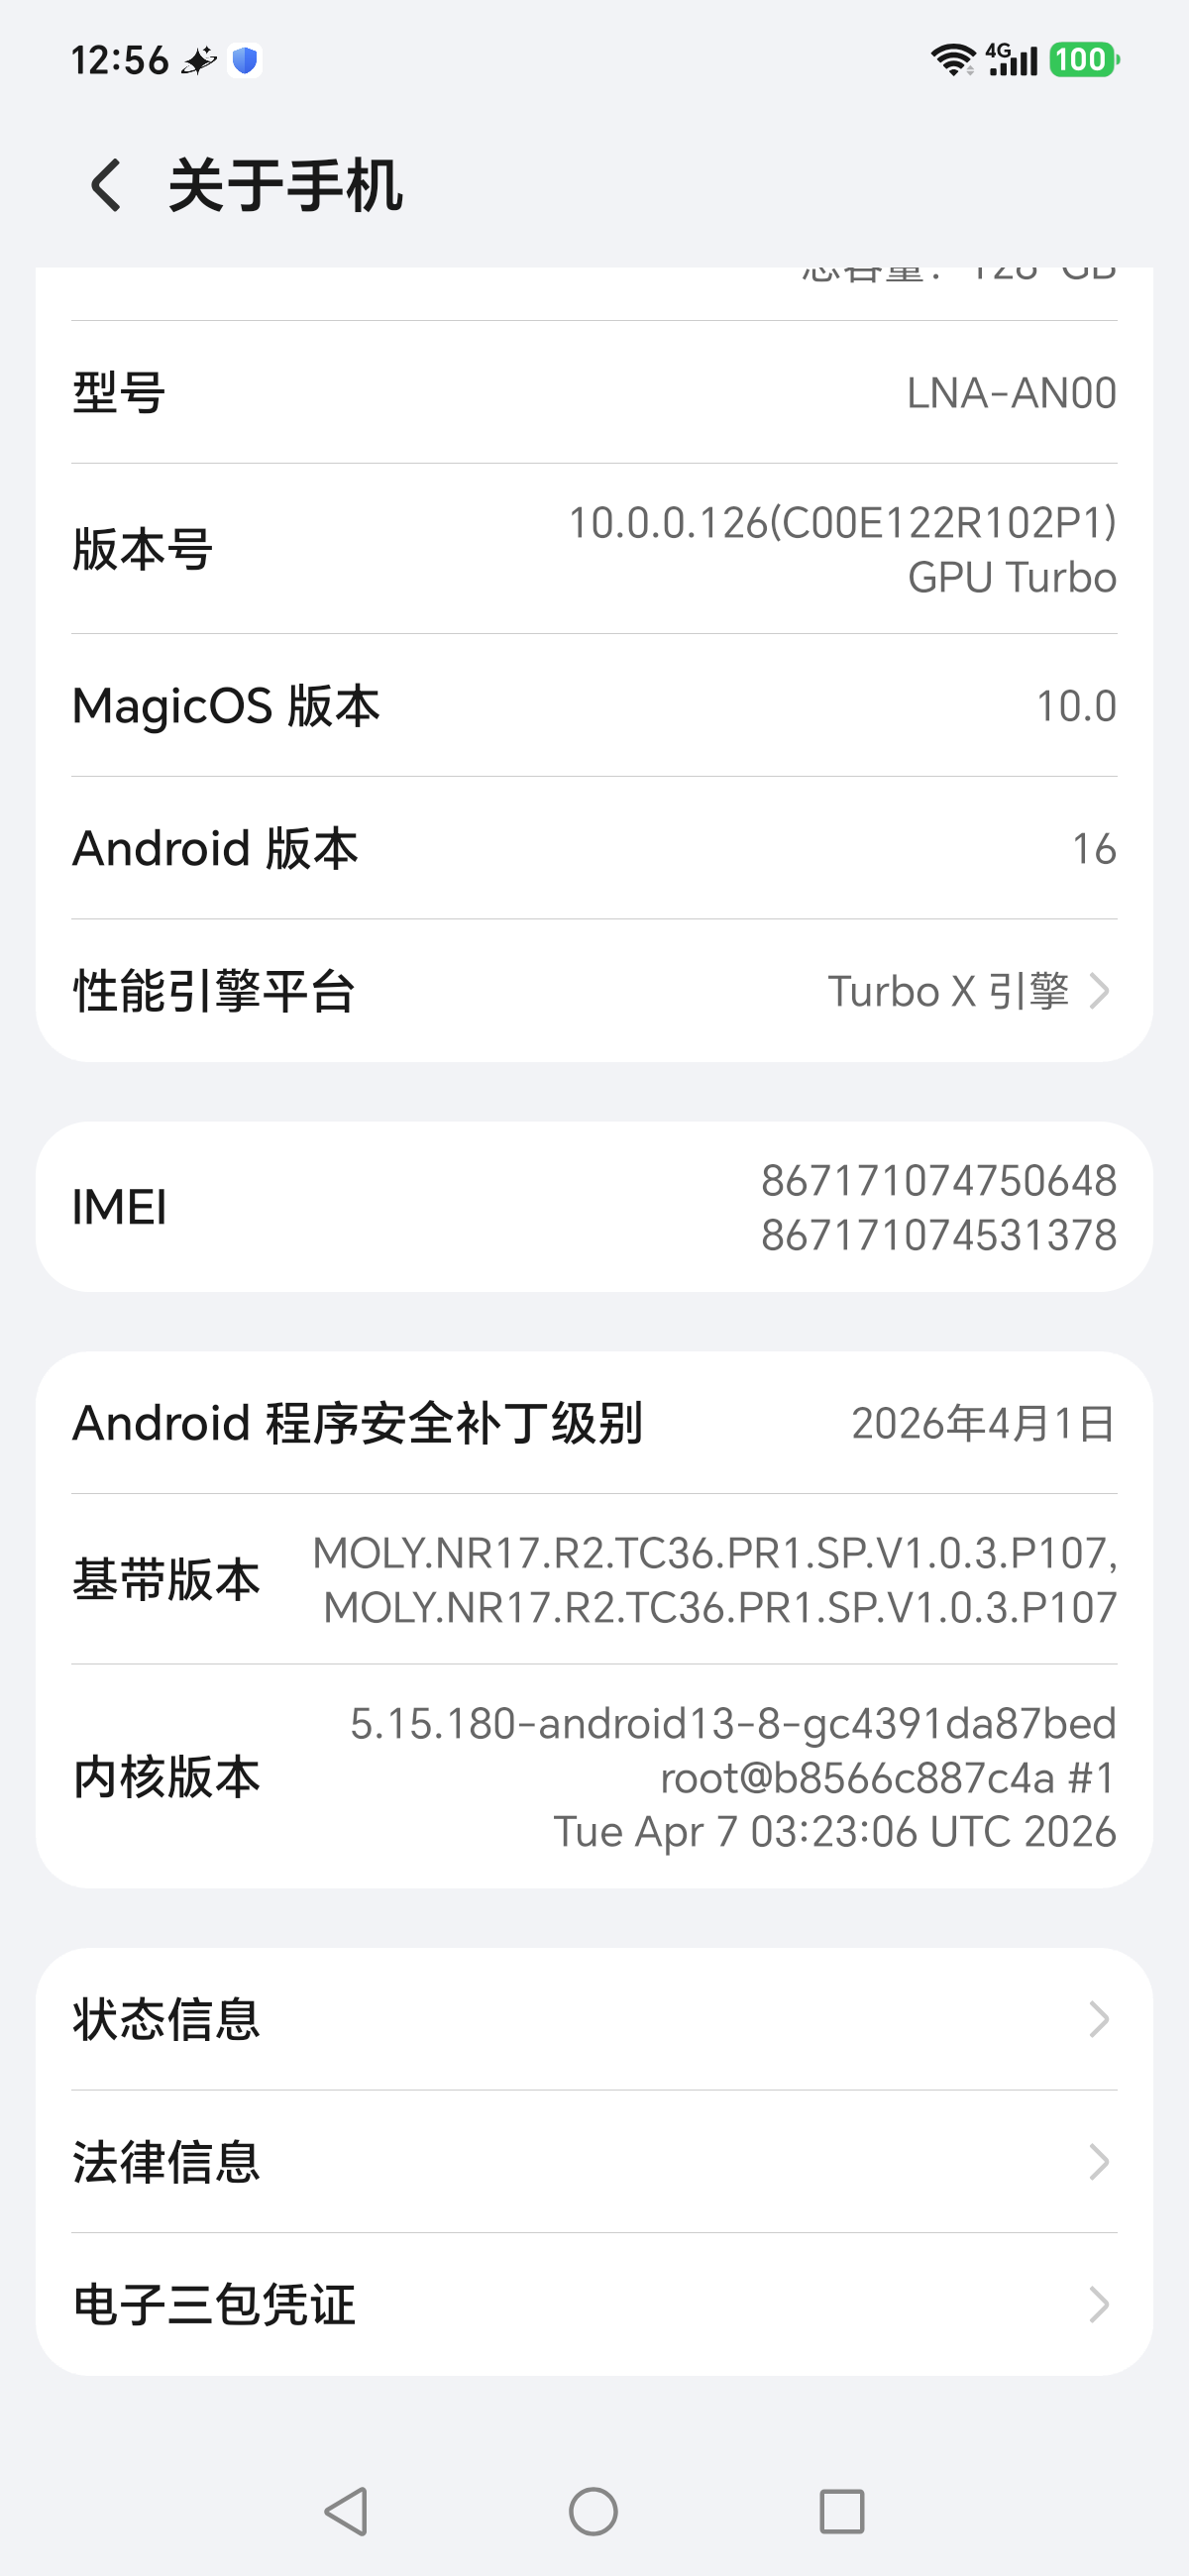 12:56
4G
100
关于手机
总容量：128 GB
型号
LNA-AN00
版本号
10.0.0.126(C00E122R102P1)
GPU Turbo
MagicOS 版本
10.0
Android 版本
16
性能引擎平台
Turbo X 引擎
IMEI
867171074750648
867171074531378
Android 程序安全补丁级别
2026年4月1日
基带版本
MOLY.NR17.R2.TC36.PR1.SP.V1.0.3.P107,
MOLY.NR17.R2.TC36.PR1.SP.V1.0.3.P107
内核版本
5.15.180-android13-8-gc4391da87bed
root@b8566c887c4a #1
Tue Apr 7 03:23:06 UTC 2026
状态信息
法律信息
电子三包凭证